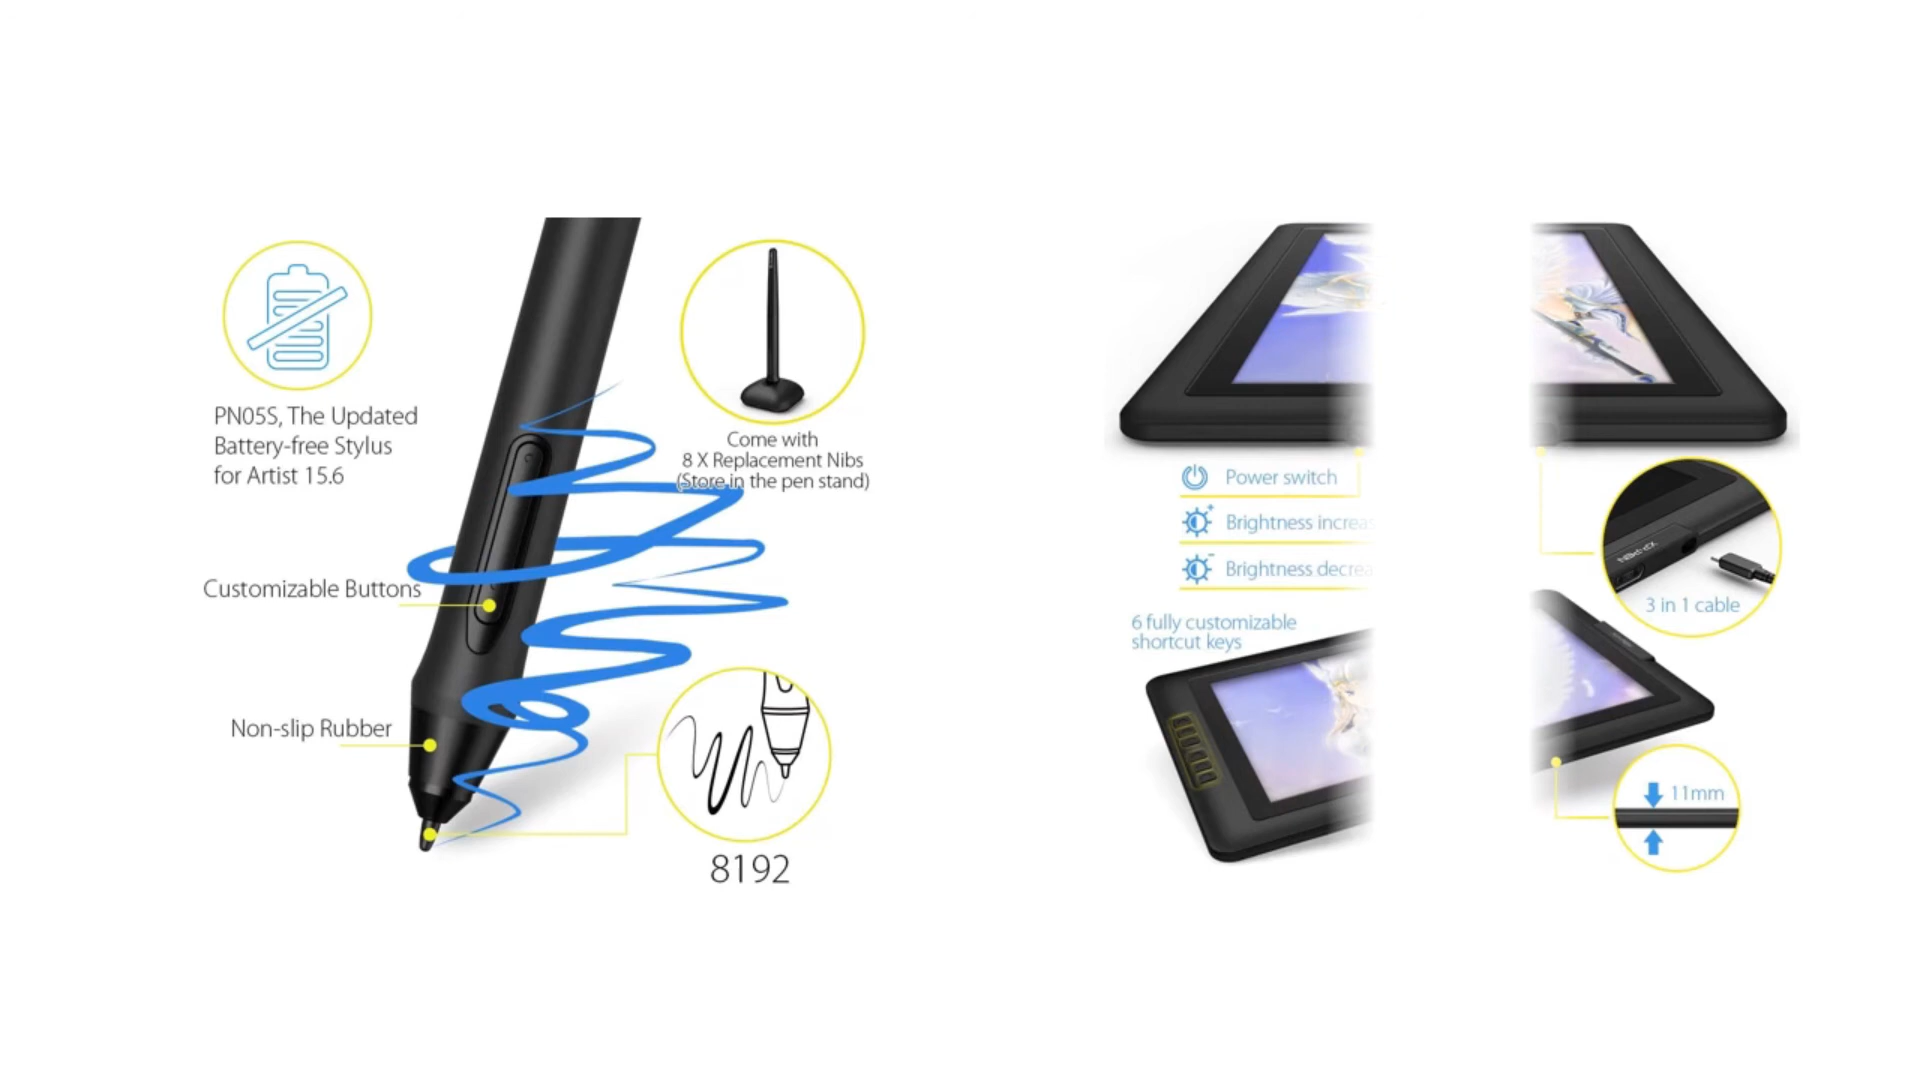 PN05S, The Updated
Battery-free Stylus
for Artist 15.6
Come with
8 X Replacement Nibs
(Store in the pen stand)
Customizable Buttons
Non-slip Rubber
8192
Power switch
Brightness
Brightness
6 fully customizable
shortcut keys
XP-PEN
3 in 1 cable
11mm